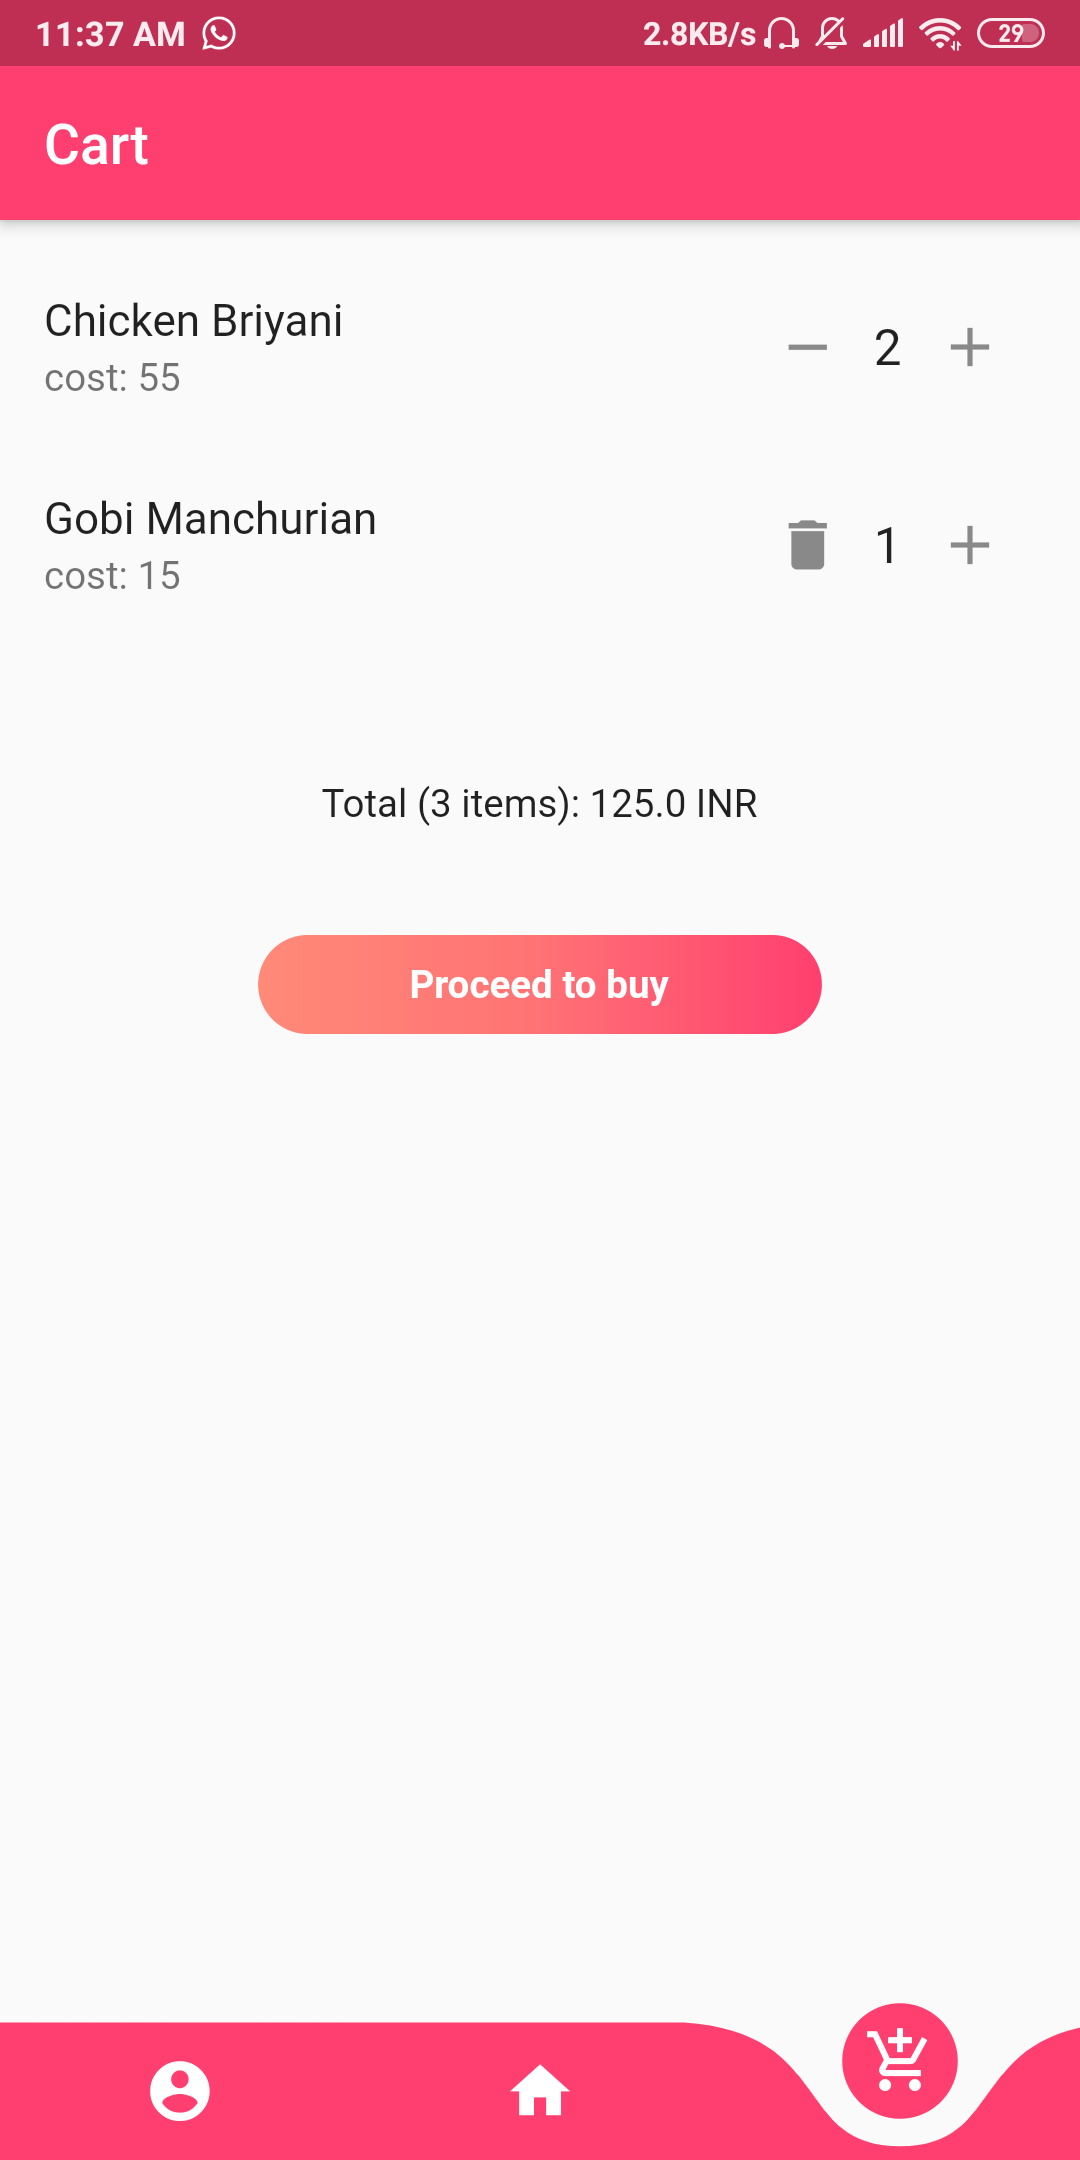 11:37 AM 2.8KB/s 29
Cart
Chicken Briyani
cost: 55
2
Gobi Manchurian
cost: 15
1
Total (3 items): 125.0 INR
Proceed to buy